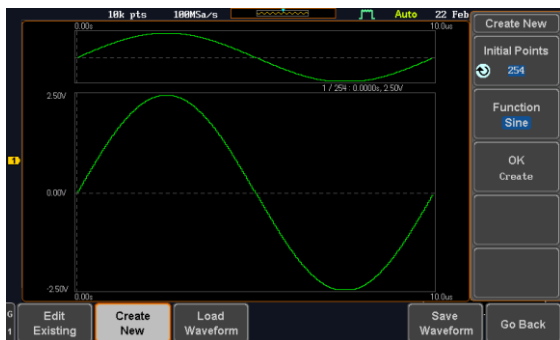 10k pts 100MSa/s Auto 22 Feb
0.00s 10.0us
1 / 254 : 0.0000s, 2.50V
2.50V
1
0.00V
-2.50V
0.00s 10.0us
Create New
Initial Points
254
Function
Sine
OK
Create
G
1
Edit
Existing
Create
New
Load
Waveform
Save
Waveform
Go Back